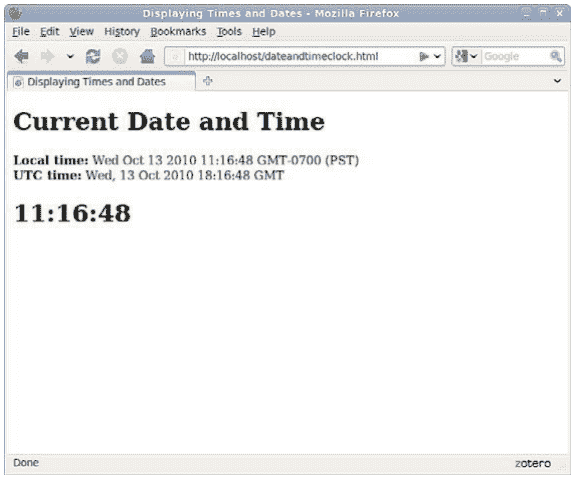 Displaying Times and Dates - Mozilla Firefox
File Edit View History Bookmarks Tools Help
http://localhost/dateandtimeclock.html Google
Displaying Times and Dates
Current Date and Time
Local time: Wed Oct 13 2010 11:16:48 GMT-0700 (PST)
UTC time: Wed, 13 Oct 2010 18:16:48 GMT
11:16:48
Done zotero